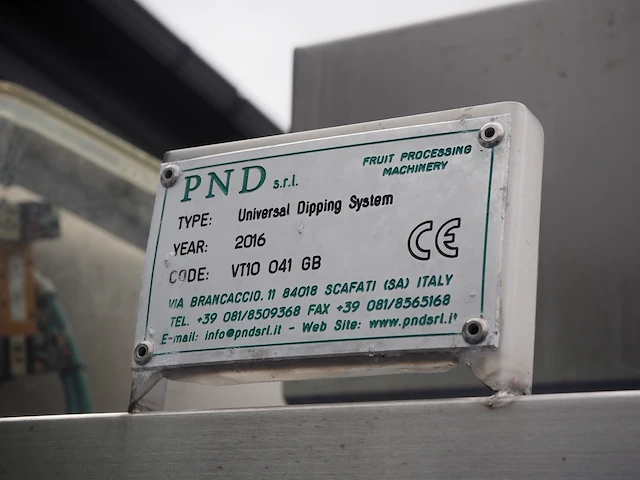 PND s.r.l.
FRUIT PROCESSING
MACHINERY
TYPE: Universal Dipping System
YEAR: 2016
CODE: VT10 041 GB
CE
VIA BRANCACCIO, 11 84018 SCAFATI (SA) ITALY
TEL. +39 081/8509368 FAX +39 081/8565168
E-mail: info@pndsrl.it - Web Site: www.pndsrl.it